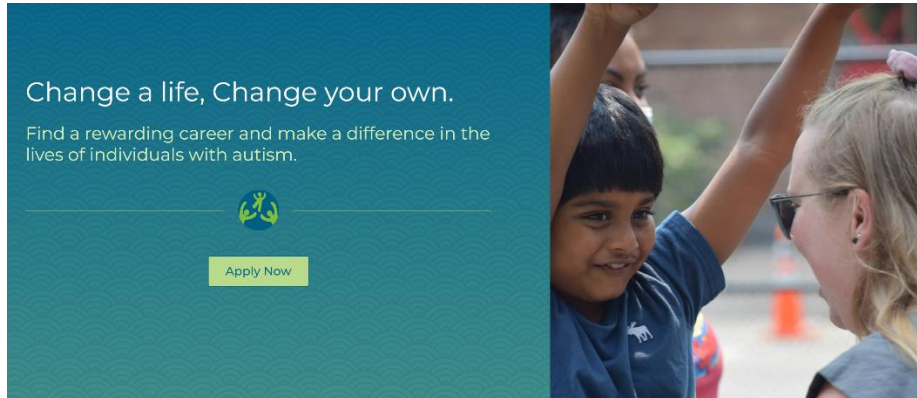 Change a life, Change your own.
Find a rewarding career and make a difference in the
lives of individuals with autism.
Apply Now